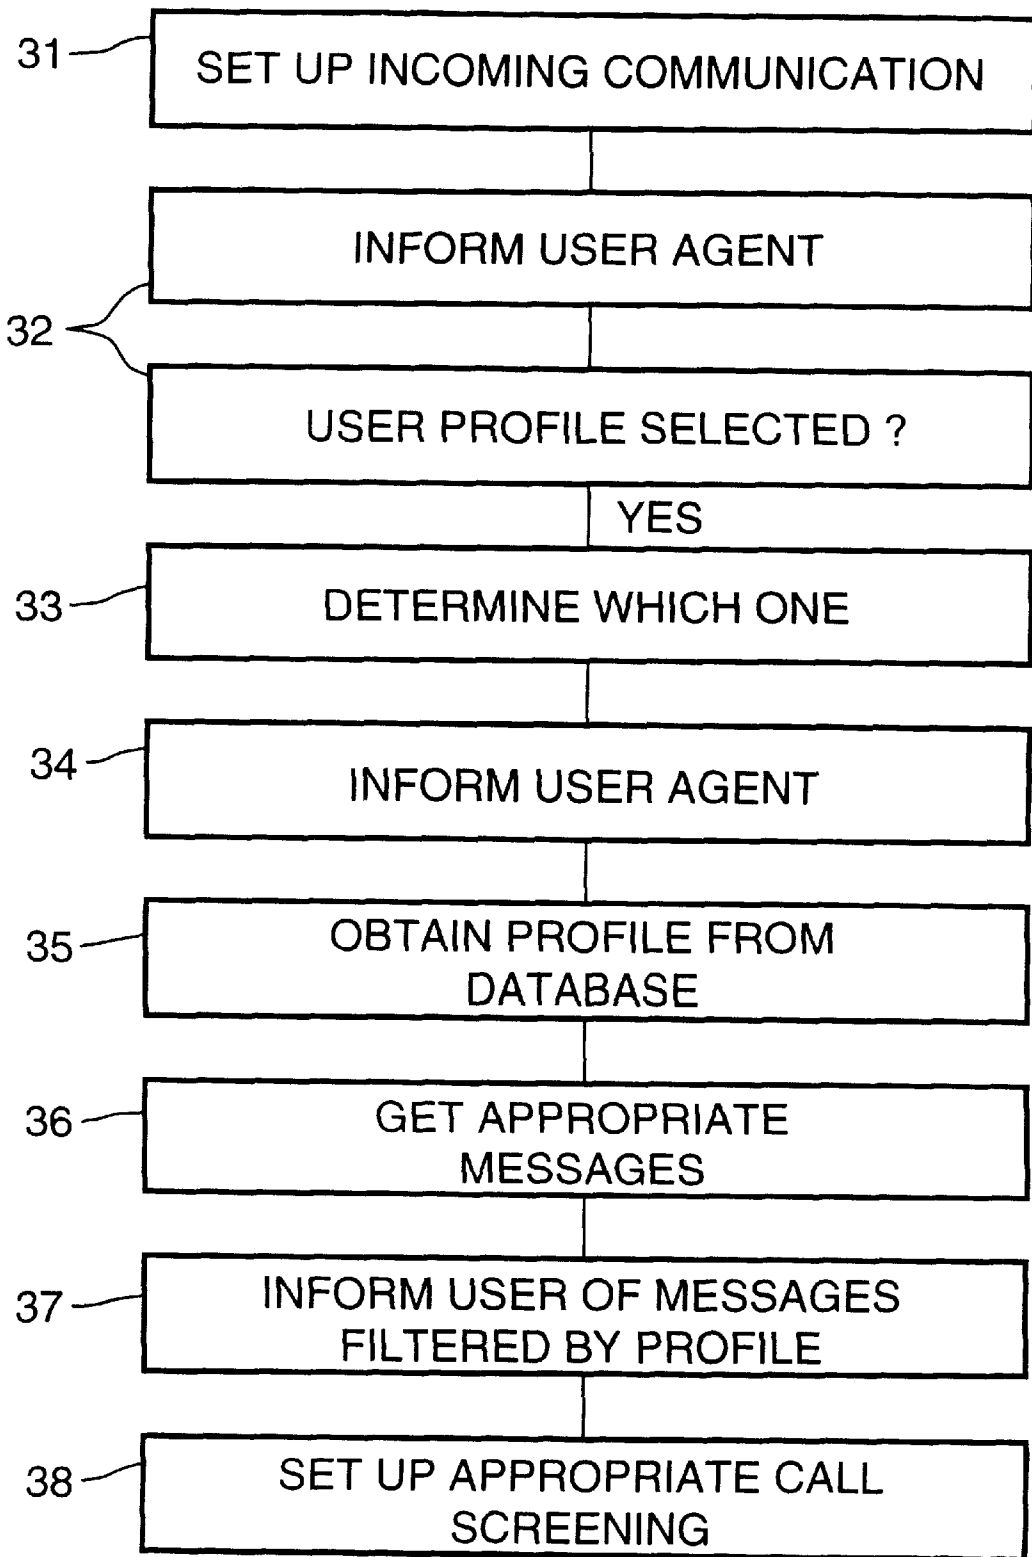 31
SET UP INCOMING COMMUNICATION
INFORM USER AGENT
32
USER PROFILE SELECTED ?
YES
33
DETERMINE WHICH ONE
34
INFORM USER AGENT
35
OBTAIN PROFILE FROM
DATABASE
36
GET APPROPRIATE
MESSAGES
37
INFORM USER OF MESSAGES
FILTERED BY PROFILE
38
SET UP APPROPRIATE CALL
SCREENING